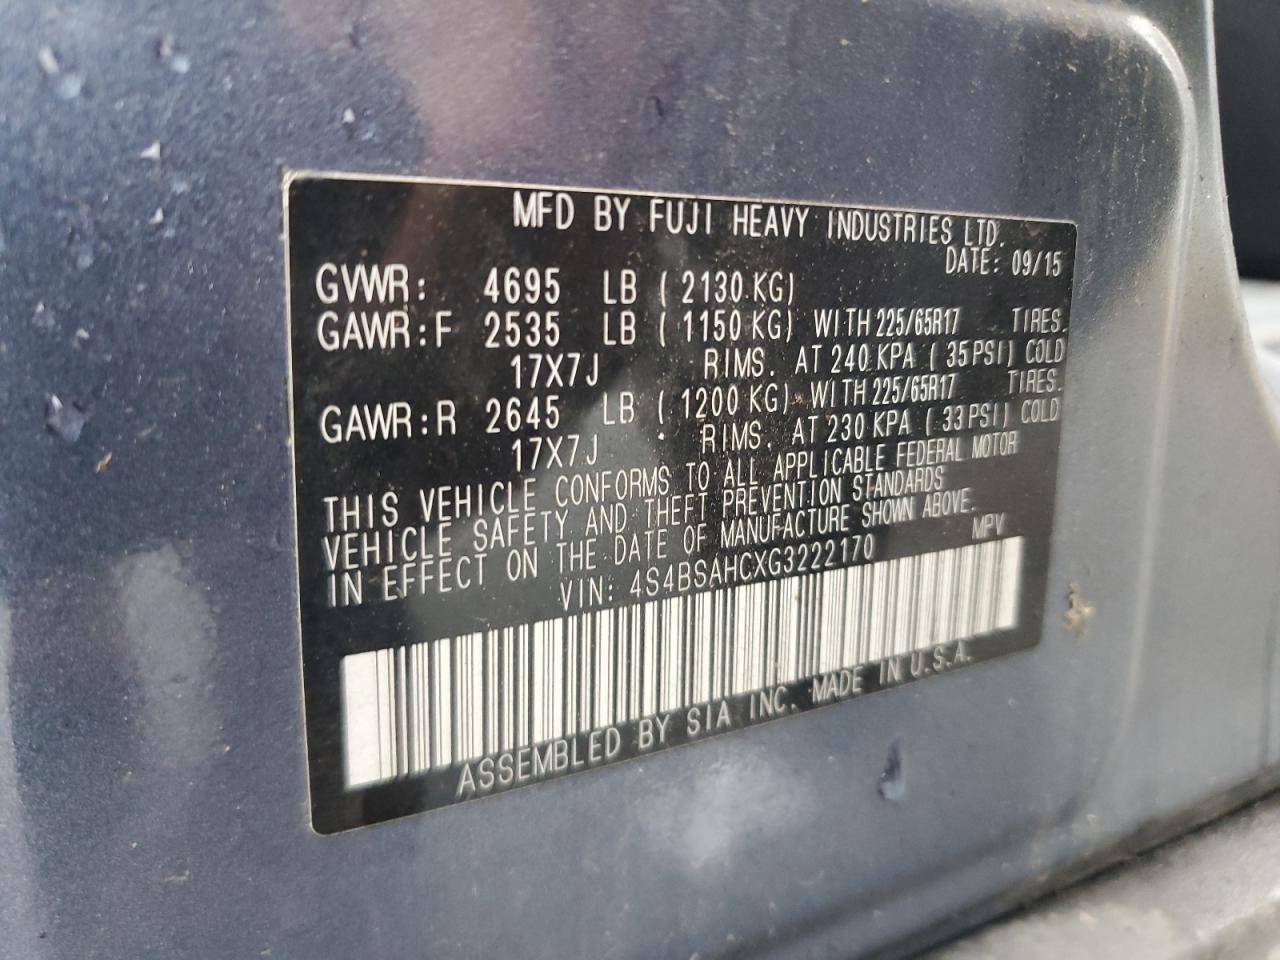 MFD BY FUJI HEAVY INDUSTRIES LTD.
DATE: 09/15
GVWR: 4695 LB (2130 KG)
GAWR:F 2535 LB (1150 KG) WITH 225/65R17 TIRES.
17X7J RIMS. AT 240 KPA (35 PSI) COLD
GAWR:R 2645 LB (1200 KG) WITH 225/65R17 TIRES.
17X7J RIMS. AT 230 KPA (33 PSI) COLD
THIS VEHICLE CONFORMS TO ALL APPLICABLE FEDERAL MOTOR
VEHICLE SAFETY AND THEFT PREVENTION STANDARDS
IN EFFECT ON THE DATE OF MANUFACTURE SHOWN ABOVE.
VIN: 4S4BSAHCXG3222170 MPV
ASSEMBLED BY SIA INC. MADE IN U.S.A.